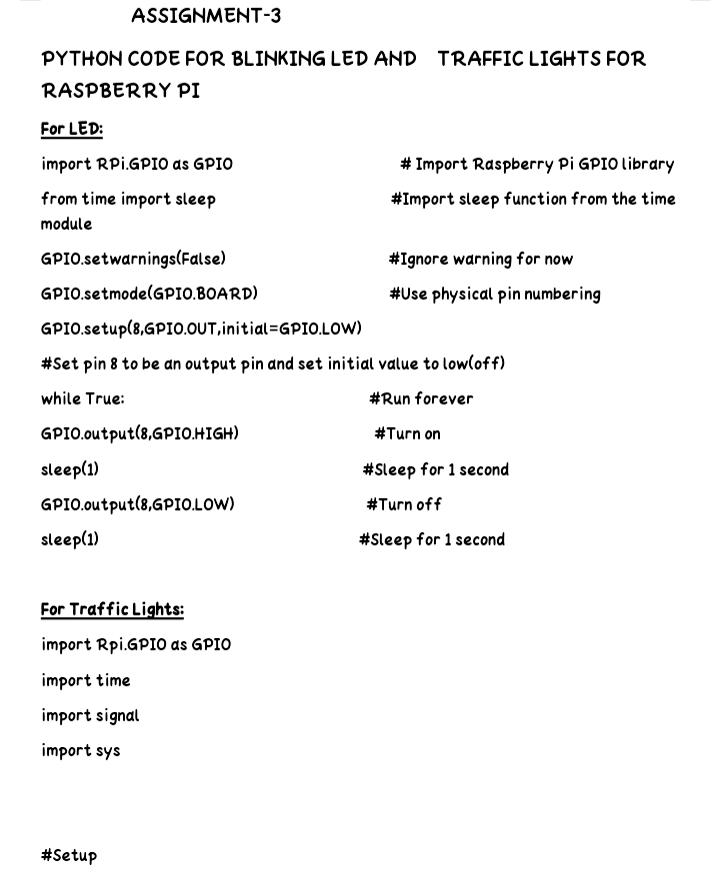 ASSIGNMENT-3
PYTHON CODE FOR BLINKING LED AND TRAFFIC LIGHTS FOR
RASPBERRY PI
For LED:
import RPi.GPIO as GPIO # Import Raspberry Pi GPIO library
from time import sleep #Import sleep function from the time
module
GPIO.setwarnings(False) #Ignore warning for now
GPIO.setmode(GPIO.BOARD) #Use physical pin numbering
GPIO.setup(8,GPIO.OUT,initial=GPIO.LOW)
#Set pin 8 to be an output pin and set initial value to low(off)
while True: #Run forever
GPIO.output(8,GPIO.HIGH) #Turn on
sleep(1) #Sleep for 1 second
GPIO.output(8,GPIO.LOW) #Turn off
sleep(1) #Sleep for 1 second
For Traffic Lights:
import Rpi.GPIO as GPIO
import time
import signal
import sys
#Setup